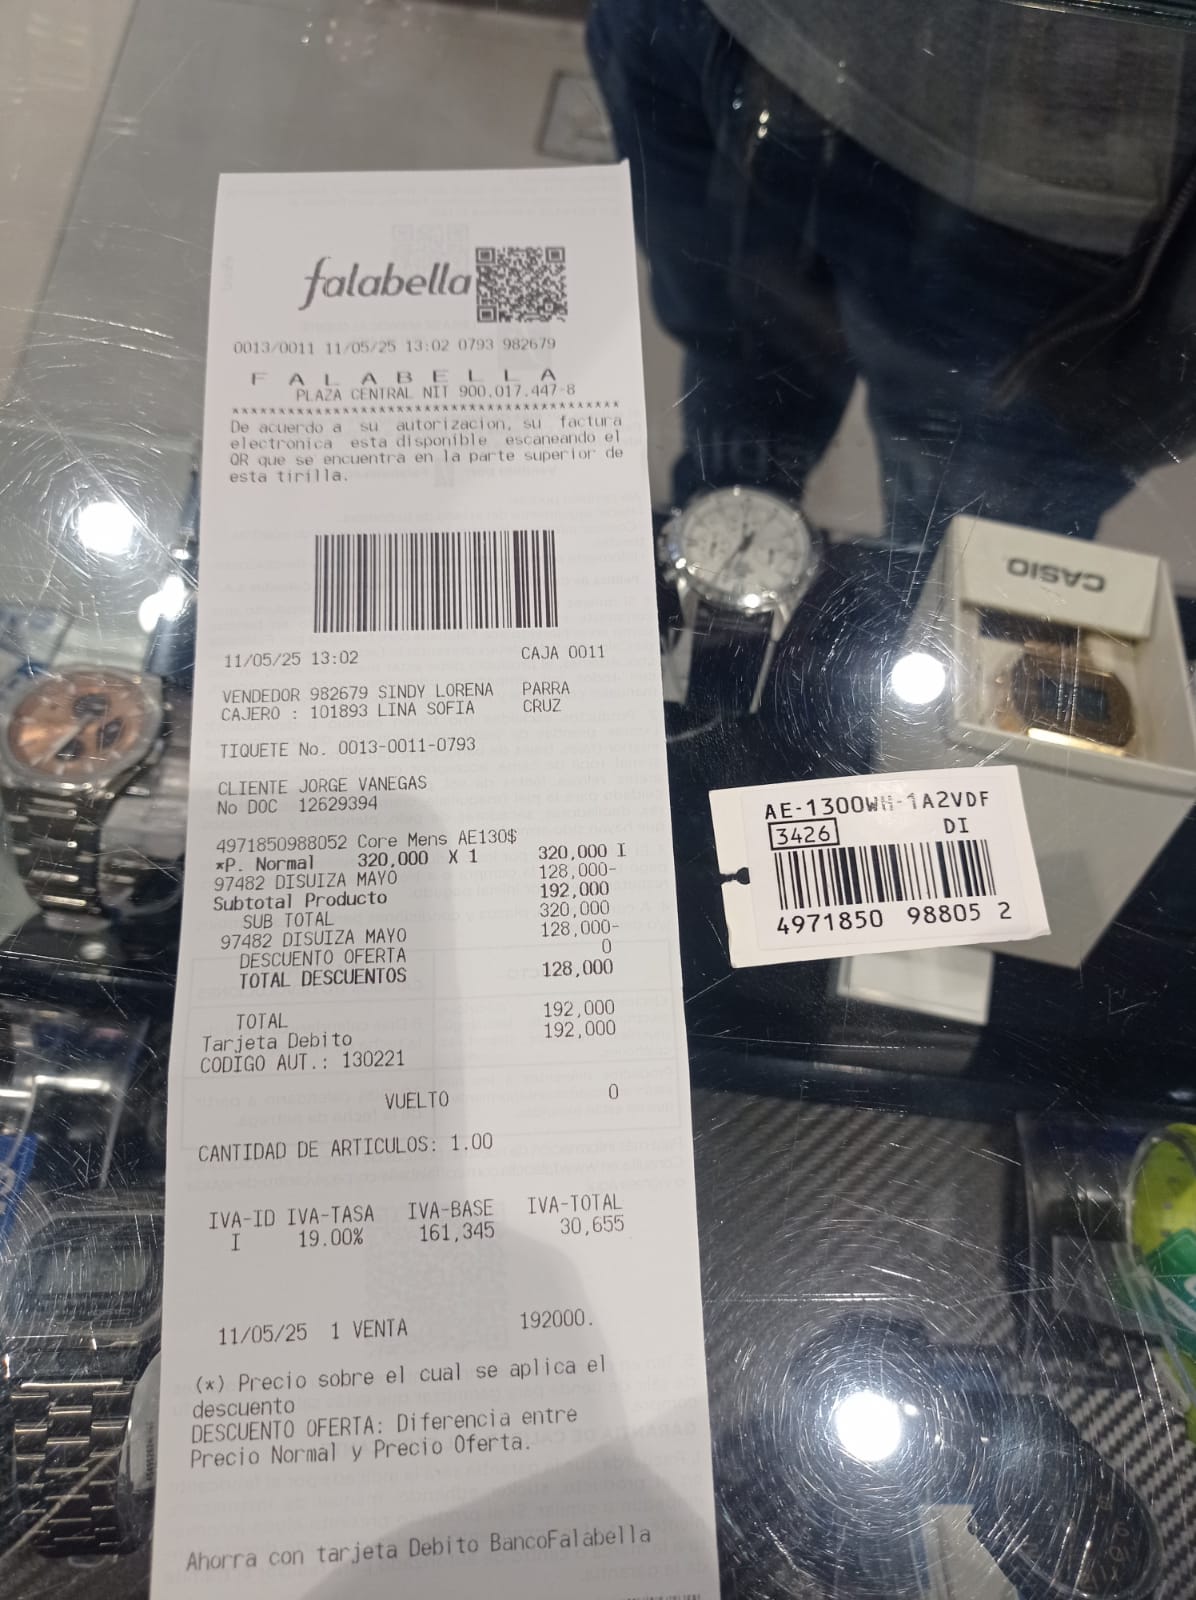 falabella
0013/0011 11/05/25 13:02 0793 982679
F A L A B E L L A
PLAZA CENTRAL NIT 900.017.447-8
****************************************
De acuerdo a su autorizacion, su factura
electronica esta disponible escaneando el
QR que se encuentra en la parte superior de
esta tirilla.
11/05/25 13:02 CAJA 0011
VENDEDOR 982679 SINDY LORENA PARRA
CAJERO : 101893 LINA SOFIA CRUZ
TIQUETE No. 0013-0011-0793
CLIENTE JORGE VANEGAS
No DOC 12629394
4971850988052 Core Mens AE130$
*P. Normal 320,000 X 1 320,000 I
97482 DISUIZA MAYO 128,000-
Subtotal Producto 192,000
SUB TOTAL 320,000
97482 DISUIZA MAYO 128,000-
DESCUENTO OFERTA 0
TOTAL DESCUENTOS 128,000
TOTAL 192,000
Tarjeta Debito 192,000
CODIGO AUT.: 130221
VUELTO 0
CANTIDAD DE ARTICULOS: 1.00
IVA-ID IVA-TASA IVA-BASE IVA-TOTAL
I 19.00% 161,345 30,655
11/05/25 1 VENTA 192000.
(*) Precio sobre el cual se aplica el
descuento
DESCUENTO OFERTA: Diferencia entre
Precio Normal y Precio Oferta.
Ahorra con tarjeta Debito BancoFalabella
CASIO
AE-1300WH-1A2VDF
3426 DI
4971850 98805 2